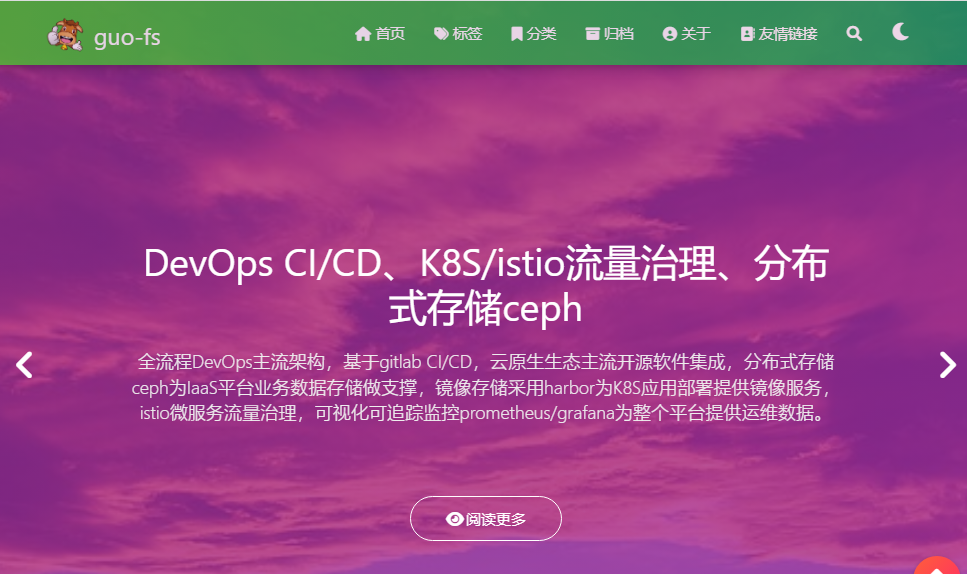 guo-fs 首页 标签 分类 归档 关于 友情链接
DevOps CI/CD、K8S/istio流量治理、分布
式存储ceph
全流程DevOps主流架构，基于gitlab CI/CD，云原生生态主流开源软件集成，分布式存储
ceph为IaaS平台业务数据存储做支撑，镜像存储采用harbor为K8S应用部署提供镜像服务，
istio微服务流量治理，可视化可追踪监控prometheus/grafana为整个平台提供运维数据。
阅读更多